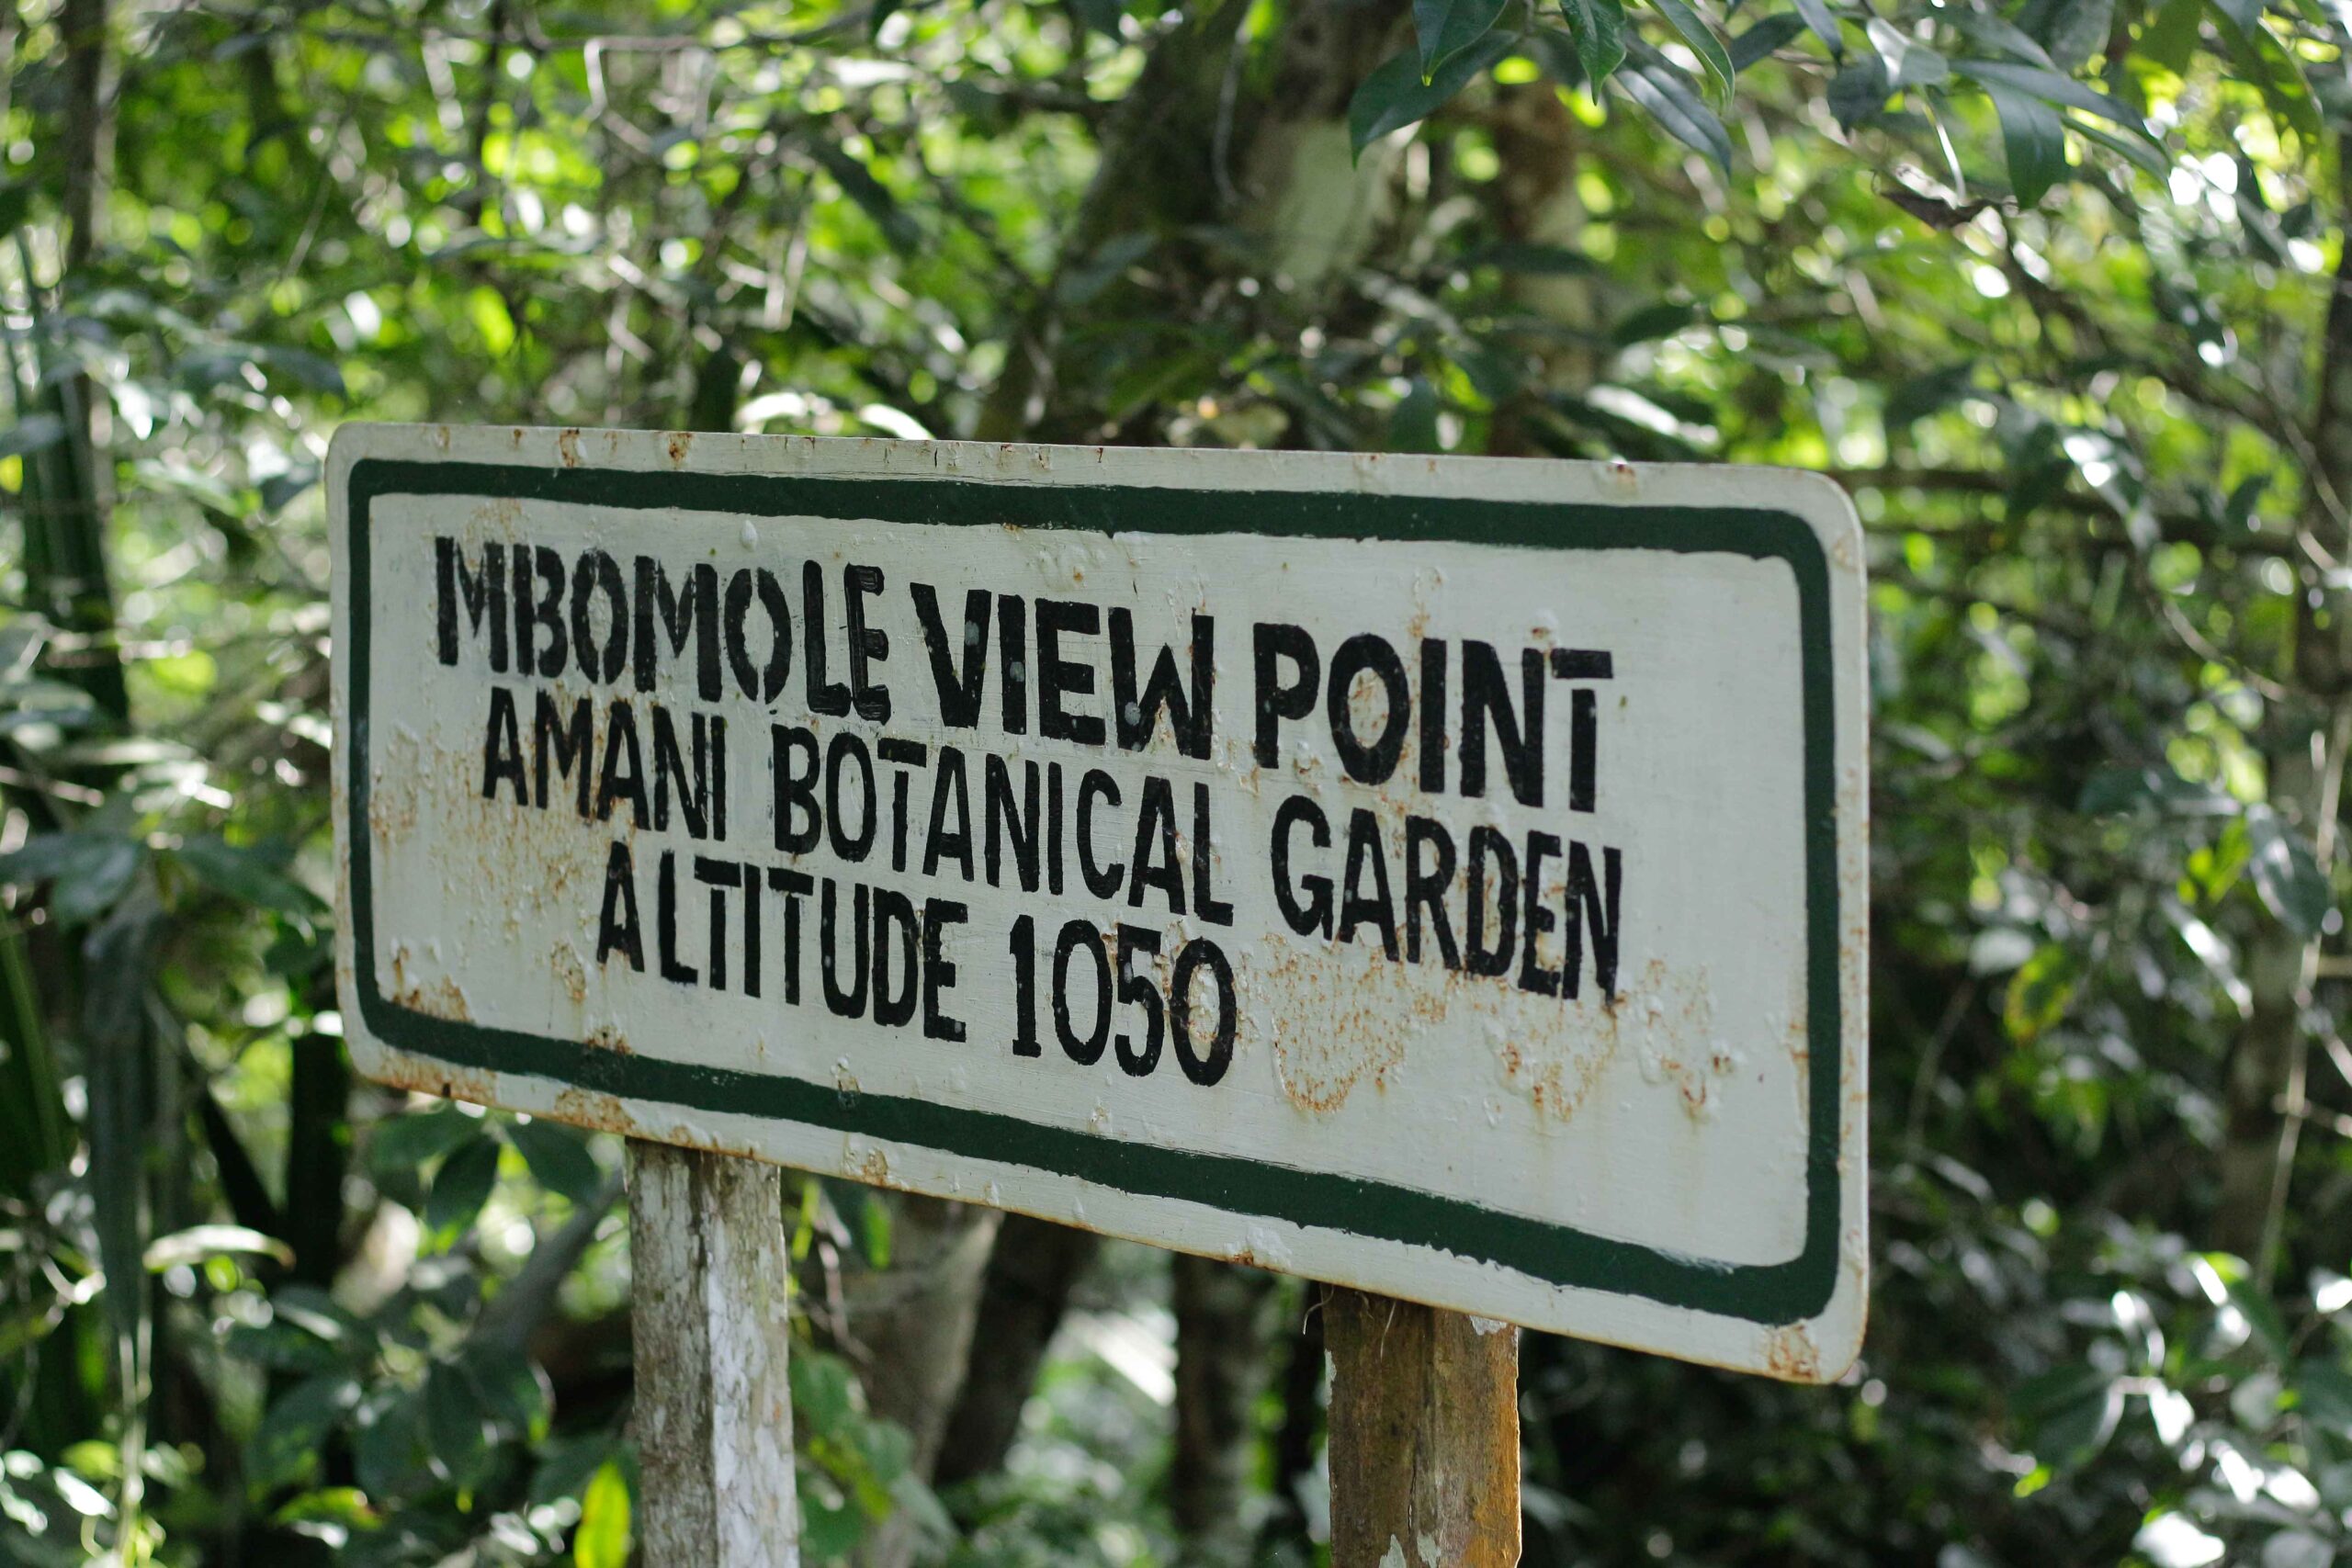 MBOMOLE VIEW POINT
AMANI BOTANICAL GARDEN
ALTITUDE 1050